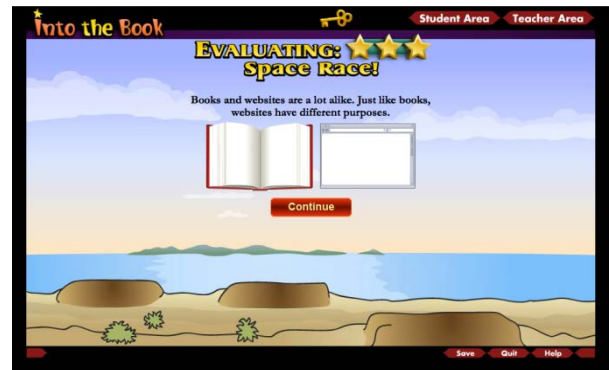 Into the Book
Student Area
Teacher Area
EVALUATING:
Space Race!
Books and websites are a lot alike. Just like books,
websites have different purposes.
Continue
Save
Quit
Help